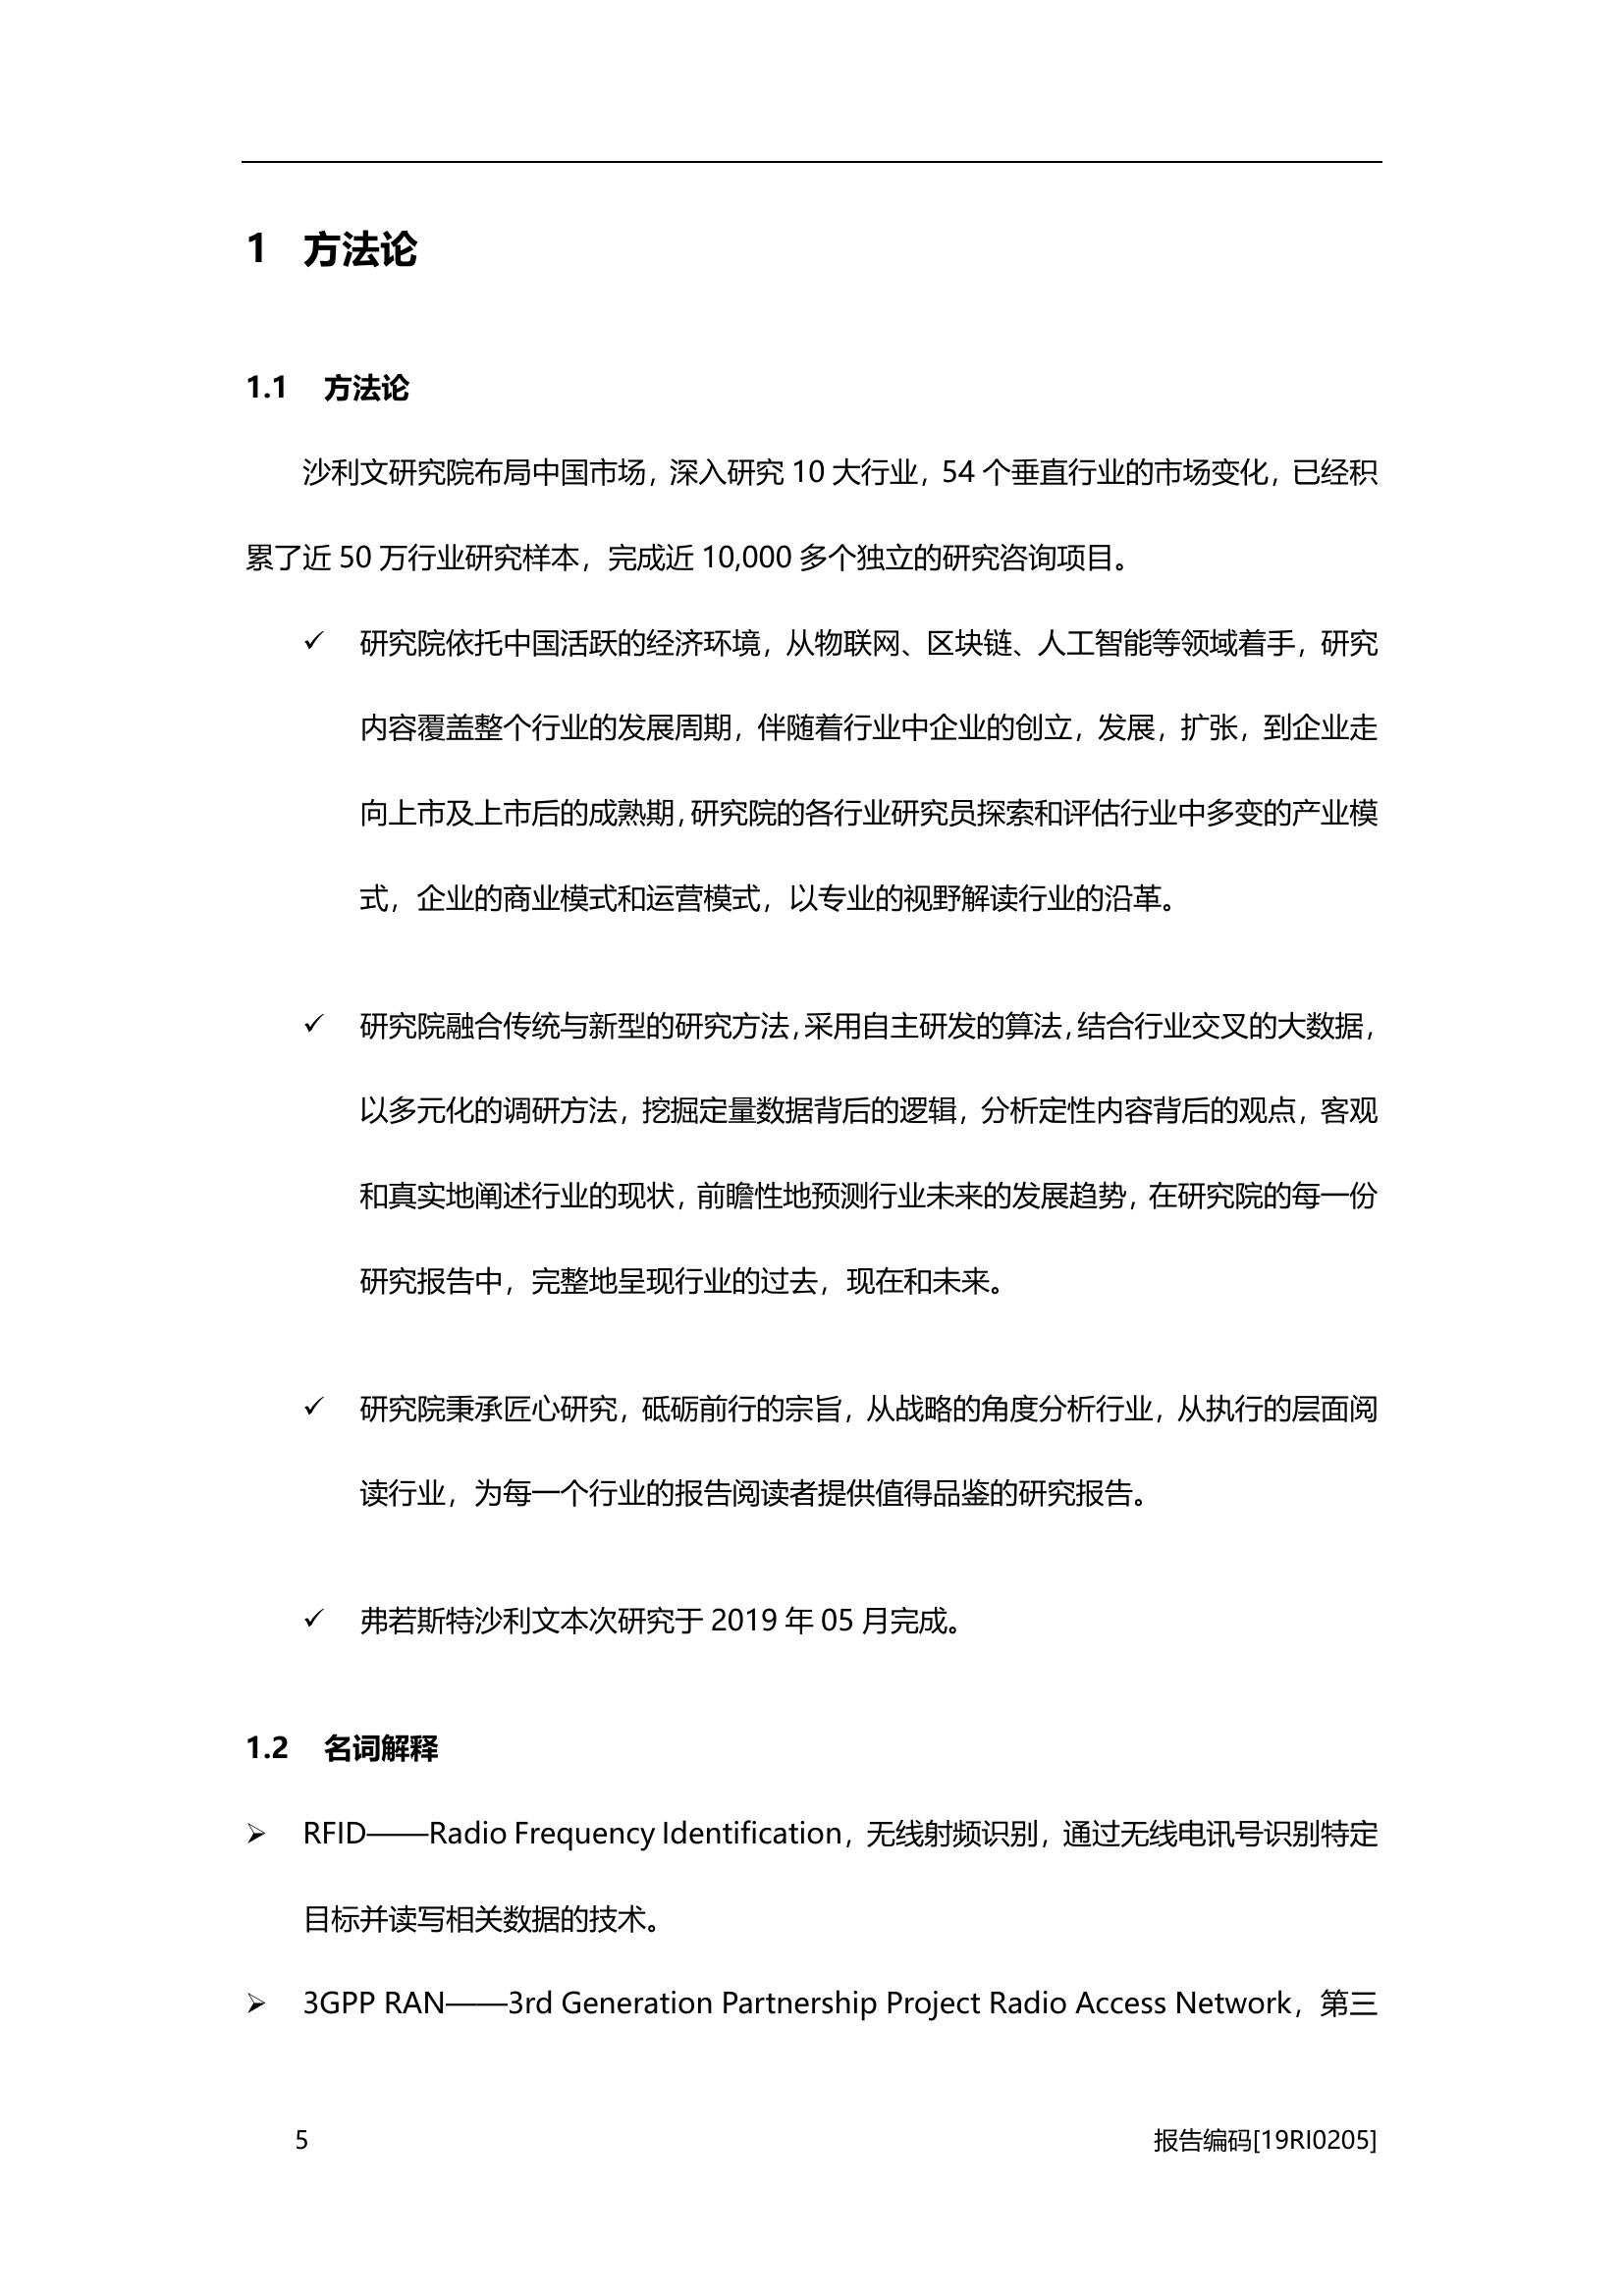 1 方法论
1.1 方法论
沙利文研究院布局中国市场，深入研究 10 大行业，54 个垂直行业的市场变化，已经积
累了近 50 万行业研究样本，完成近 10,000 多个独立的研究咨询项目。
✓ 研究院依托中国活跃的经济环境，从物联网、区块链、人工智能等领域着手，研究
内容覆盖整个行业的发展周期，伴随着行业中企业的创立，发展，扩张，到企业走
向上市及上市后的成熟期，研究院的各行业研究员探索和评估行业中多变的产业模
式，企业的商业模式和运营模式，以专业的视野解读行业的沿革。
✓ 研究院融合传统与新型的研究方法，采用自主研发的算法，结合行业交叉的大数据，
以多元化的调研方法，挖掘定量数据背后的逻辑，分析定性内容背后的观点，客观
和真实地阐述行业的现状，前瞻性地预测行业未来的发展趋势，在研究院的每一份
研究报告中，完整地呈现行业的过去，现在和未来。
✓ 研究院秉承匠心研究，砥砺前行的宗旨，从战略的角度分析行业，从执行的层面阅
读行业，为每一个行业的报告阅读者提供值得品鉴的研究报告。
✓ 弗若斯特沙利文本次研究于 2019 年 05 月完成。
1.2 名词解释
➢ RFID——Radio Frequency Identification，无线射频识别，通过无线电讯号识别特定
目标并读写相关数据的技术。
➢ 3GPP RAN——3rd Generation Partnership Project Radio Access Network，第三
5 报告编码[19RI0205]